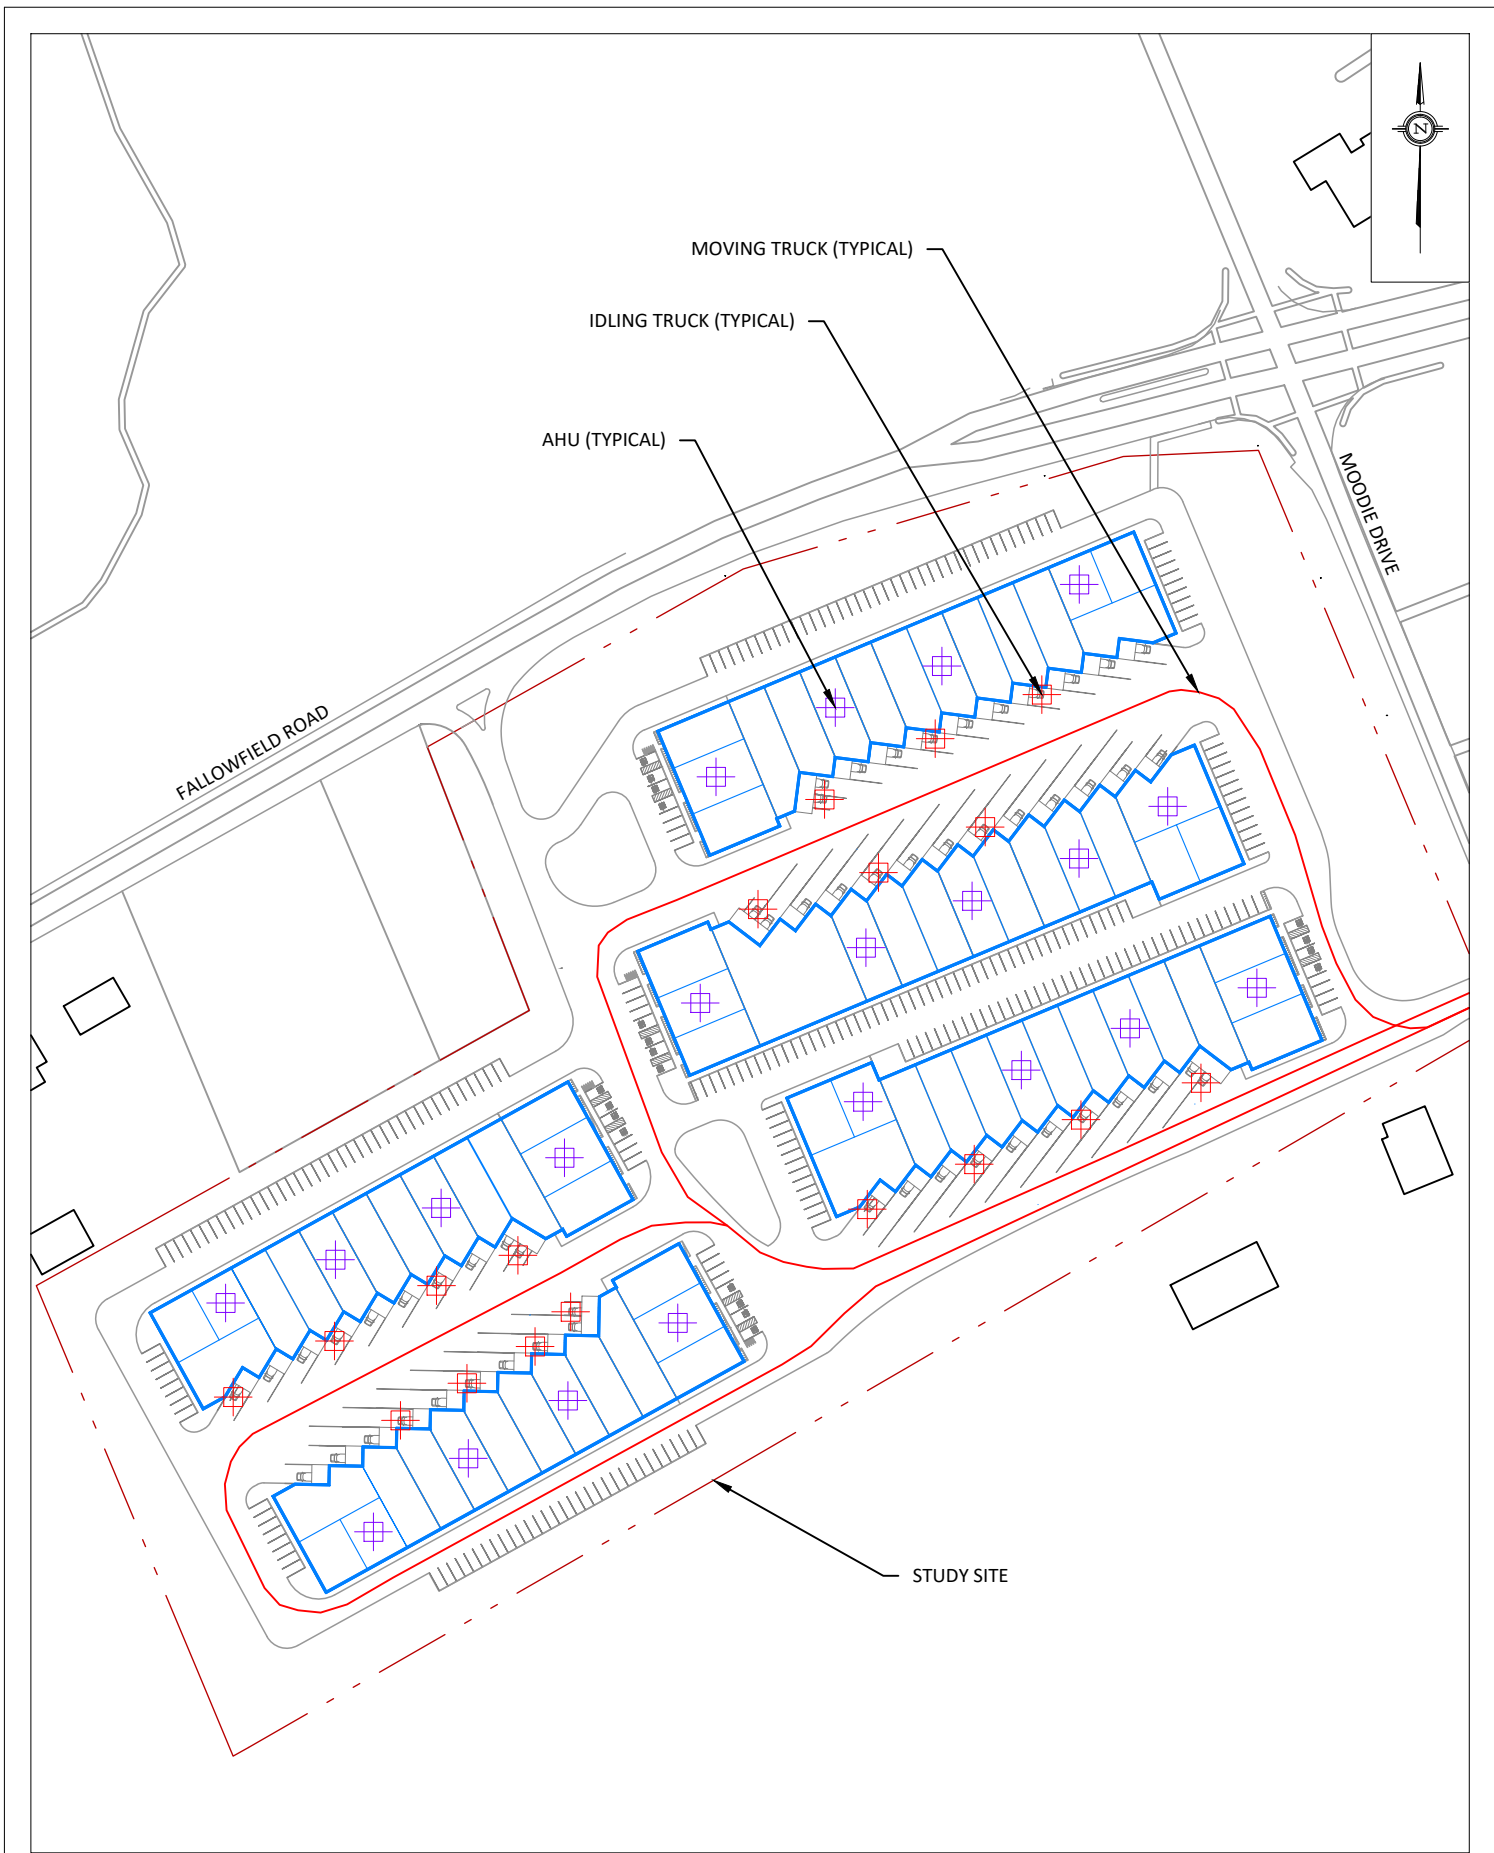 N
MOVING TRUCK (TYPICAL)
IDLING TRUCK (TYPICAL)
AHU (TYPICAL)
MOODIE DRIVE
FALLOWFIELD ROAD
STUDY SITE